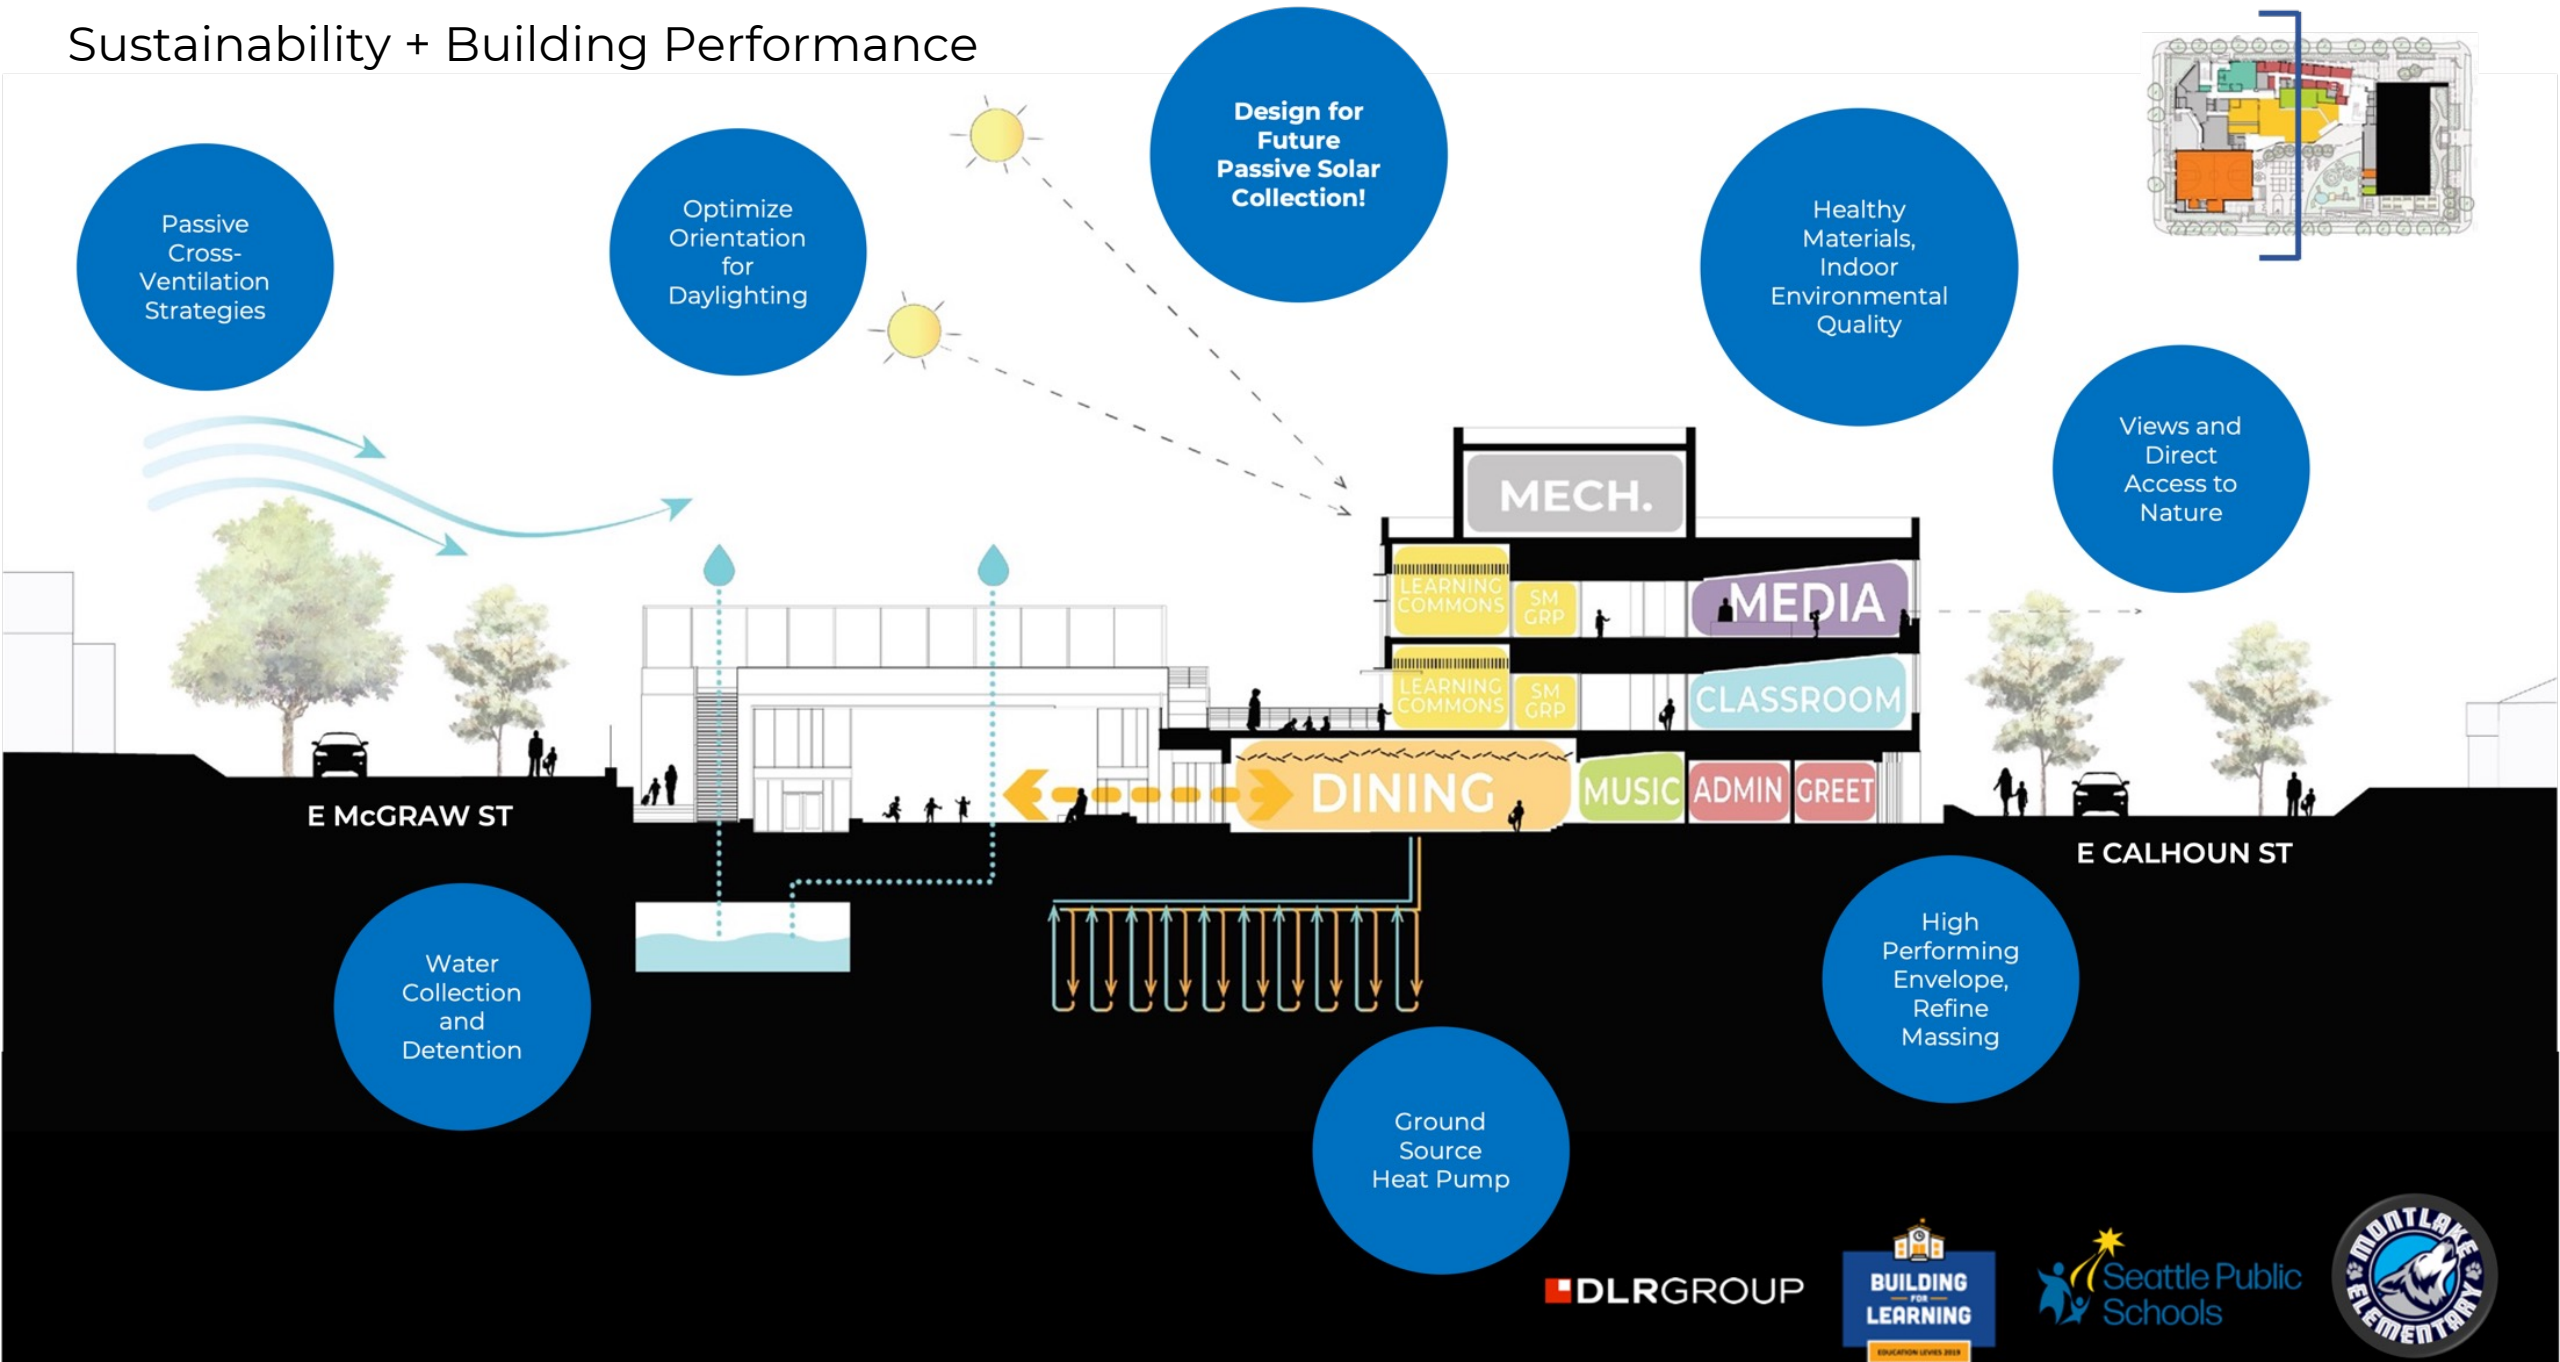 Sustainability + Building Performance
Design for
Future
Passive Solar
Collection!
Passive
Cross-
Ventilation
Strategies
Optimize
Orientation
for
Daylighting
Healthy
Materials,
Indoor
Environmental
Quality
Views and
Direct
Access to
Nature
MECH.
LEARNING
COMMONS
SM
GRP
MEDIA
LEARNING
COMMONS
SM
GRP
CLASSROOM
DINING
MUSIC
ADMIN
GREET
E McGRAW ST
E CALHOUN ST
Water
Collection
and
Detention
High
Performing
Envelope,
Refine
Massing
Ground
Source
Heat Pump
DLRGROUP
BUILDING
FOR
LEARNING
EDUCATION LEVIES 2019
Seattle Public
Schools
MONTLAKE
ELEMENTARY